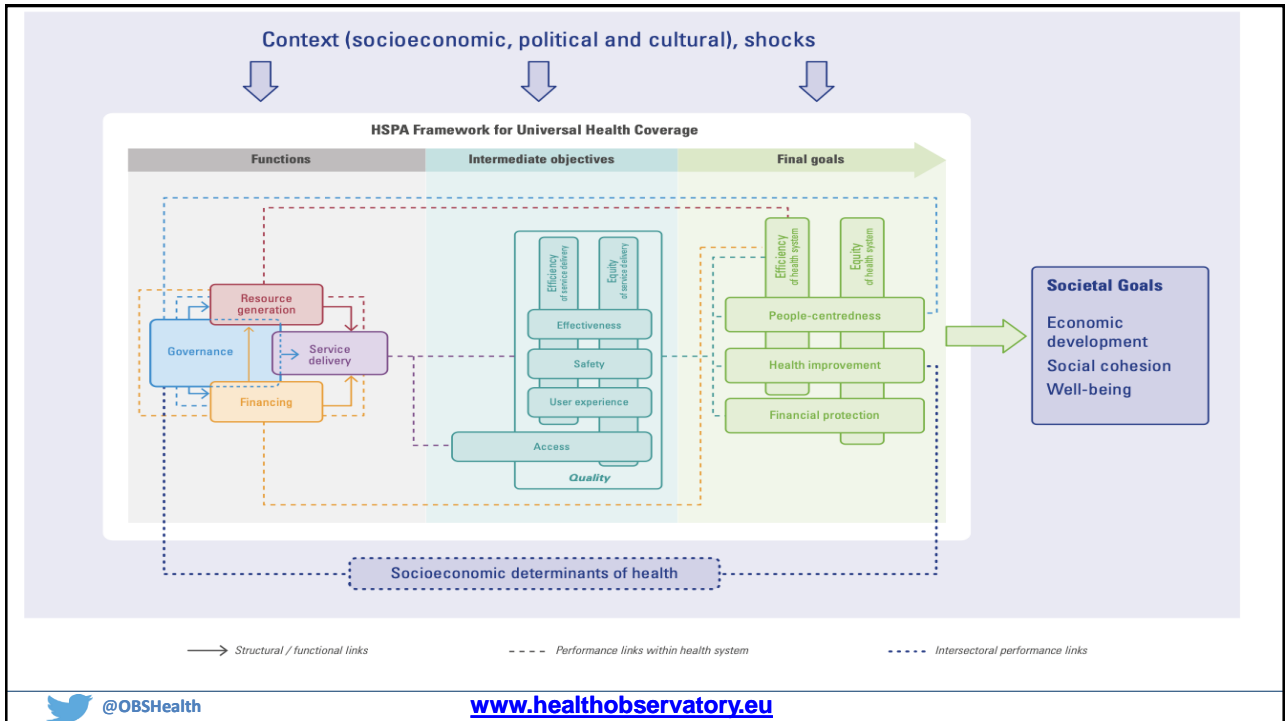 Context (socioeconomic, political and cultural), shocks
HSPA Framework for Universal Health Coverage
Functions
Intermediate objectives
Final goals
Resource
generation
Governance
Service
delivery
Financing
Efficiency
of service delivery
Equity
of service delivery
Effectiveness
Safety
User experience
Access
Quality
Efficiency
of health system
Equity
of health system
People-centredness
Health improvement
Financial protection
Societal Goals
Economic
development
Social cohesion
Well-being
Socioeconomic determinants of health
Structural / functional links
Performance links within health system
Intersectoral performance links
@OBSHealth
www.healthobservatory.eu